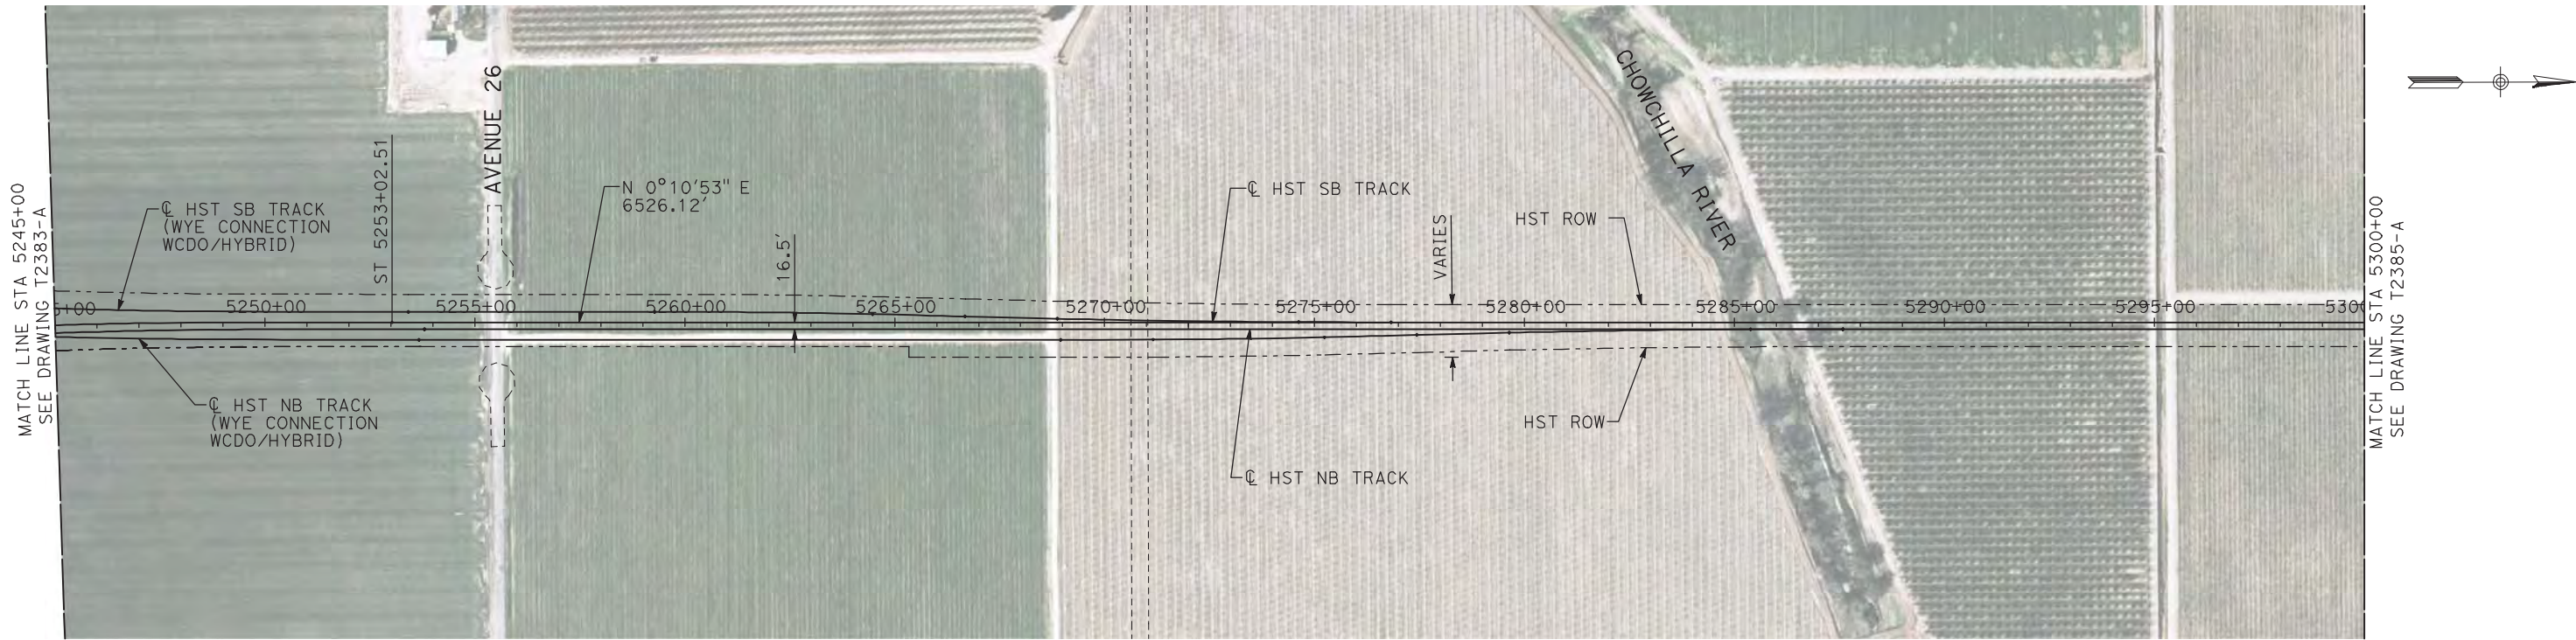 MATCH LINE STA 5245+00
SEE DRAWING T2383-A
℄ HST SB TRACK
(WYE CONNECTION
WCDO/HYBRID)
ST 5253+02.51
AVENUE 26
N 0°10'53" E
6526.12'
16.5'
℄ HST SB TRACK
VARIES
HST ROW
CHOWCHILLA RIVER
5+00
5250+00
5255+00
5260+00
5265+00
5270+00
5275+00
5280+00
5285+00
5290+00
5295+00
5300
℄ HST NB TRACK
(WYE CONNECTION
WCDO/HYBRID)
℄ HST NB TRACK
HST ROW
MATCH LINE STA 5300+00
SEE DRAWING T2385-A